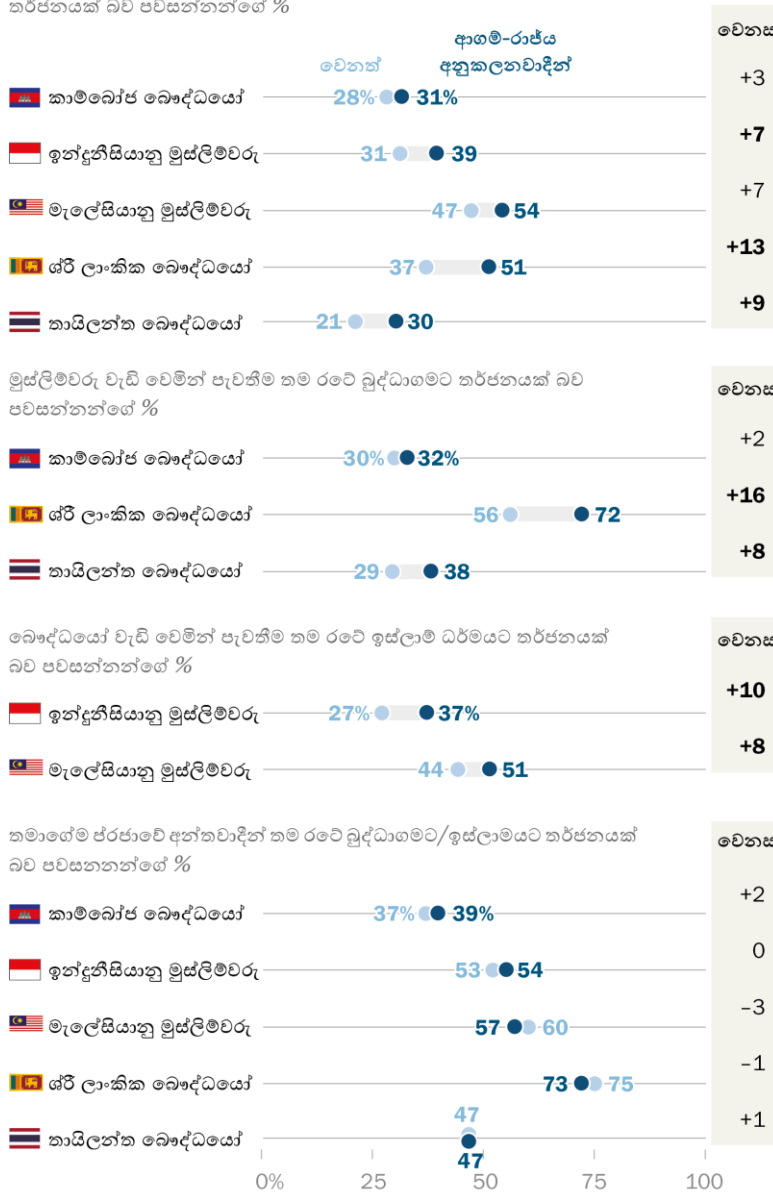 තර්ජනයක් බව පවසන්නන්ගේ %
වෙනස
වෙනත්
ආගම්-රාජ්ය
අනුකලනවාදීන්
කාම්බෝජ බෞද්ධයෝ 28% 31% +3
ඉන්දුනීසියානු මුස්ලිම්වරු 31 39 +7
මැලේසියානු මුස්ලිම්වරු 47 54 +7
ශ්රී ලාංකික බෞද්ධයෝ 37 51 +13
තායිලන්ත බෞද්ධයෝ 21 30 +9
මුස්ලිම්වරු වැඩි වෙමින් පැවතීම තම රටේ බුද්ධාගමට තර්ජනයක් බව
පවසන්නන්ගේ %
වෙනස
කාම්බෝජ බෞද්ධයෝ 30% 32% +2
ශ්රී ලාංකික බෞද්ධයෝ 56 72 +16
තායිලන්ත බෞද්ධයෝ 29 38 +8
බෞද්ධයෝ වැඩි වෙමින් පැවතීම තම රටේ ඉස්ලාම් ධර්මයට තර්ජනයක්
බව පවසන්නන්ගේ %
වෙනස
ඉන්දුනීසියානු මුස්ලිම්වරු 27% 37% +10
මැලේසියානු මුස්ලිම්වරු 44 51 +8
තමාගේම ප්රජාවේ අන්තවාදීන් තම රටේ බුද්ධාගමට/ඉස්ලාමයට තර්ජනයක්
බව පවසනනන්ගේ %
වෙනස
කාම්බෝජ බෞද්ධයෝ 37% 39% +2
ඉන්දුනීසියානු මුස්ලිම්වරු 53 54 0
මැලේසියානු මුස්ලිම්වරු 57 60 –3
ශ්රී ලාංකික බෞද්ධයෝ 73 75 –1
තායිලන්ත බෞද්ධයෝ 47 47 +1
0% 25 50 75 100